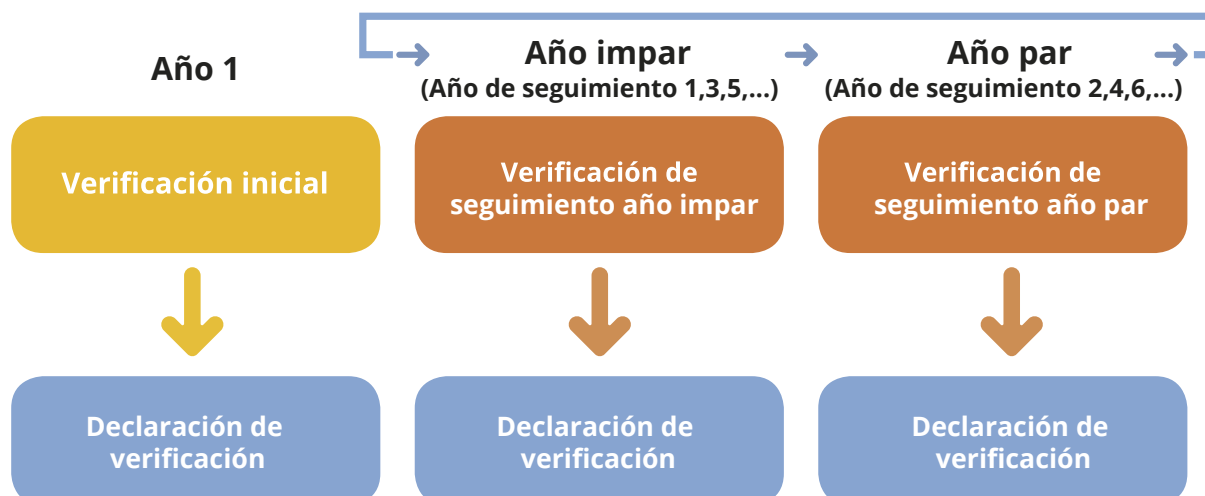 Año 1
Año impar
(Año de seguimiento 1,3,5,...)
Año par
(Año de seguimiento 2,4,6,...)
Verificación inicial
Verificación de
seguimiento año impar
Verificación de
seguimiento año par
Declaración de
verificación
Declaración de
verificación
Declaración de
verificación